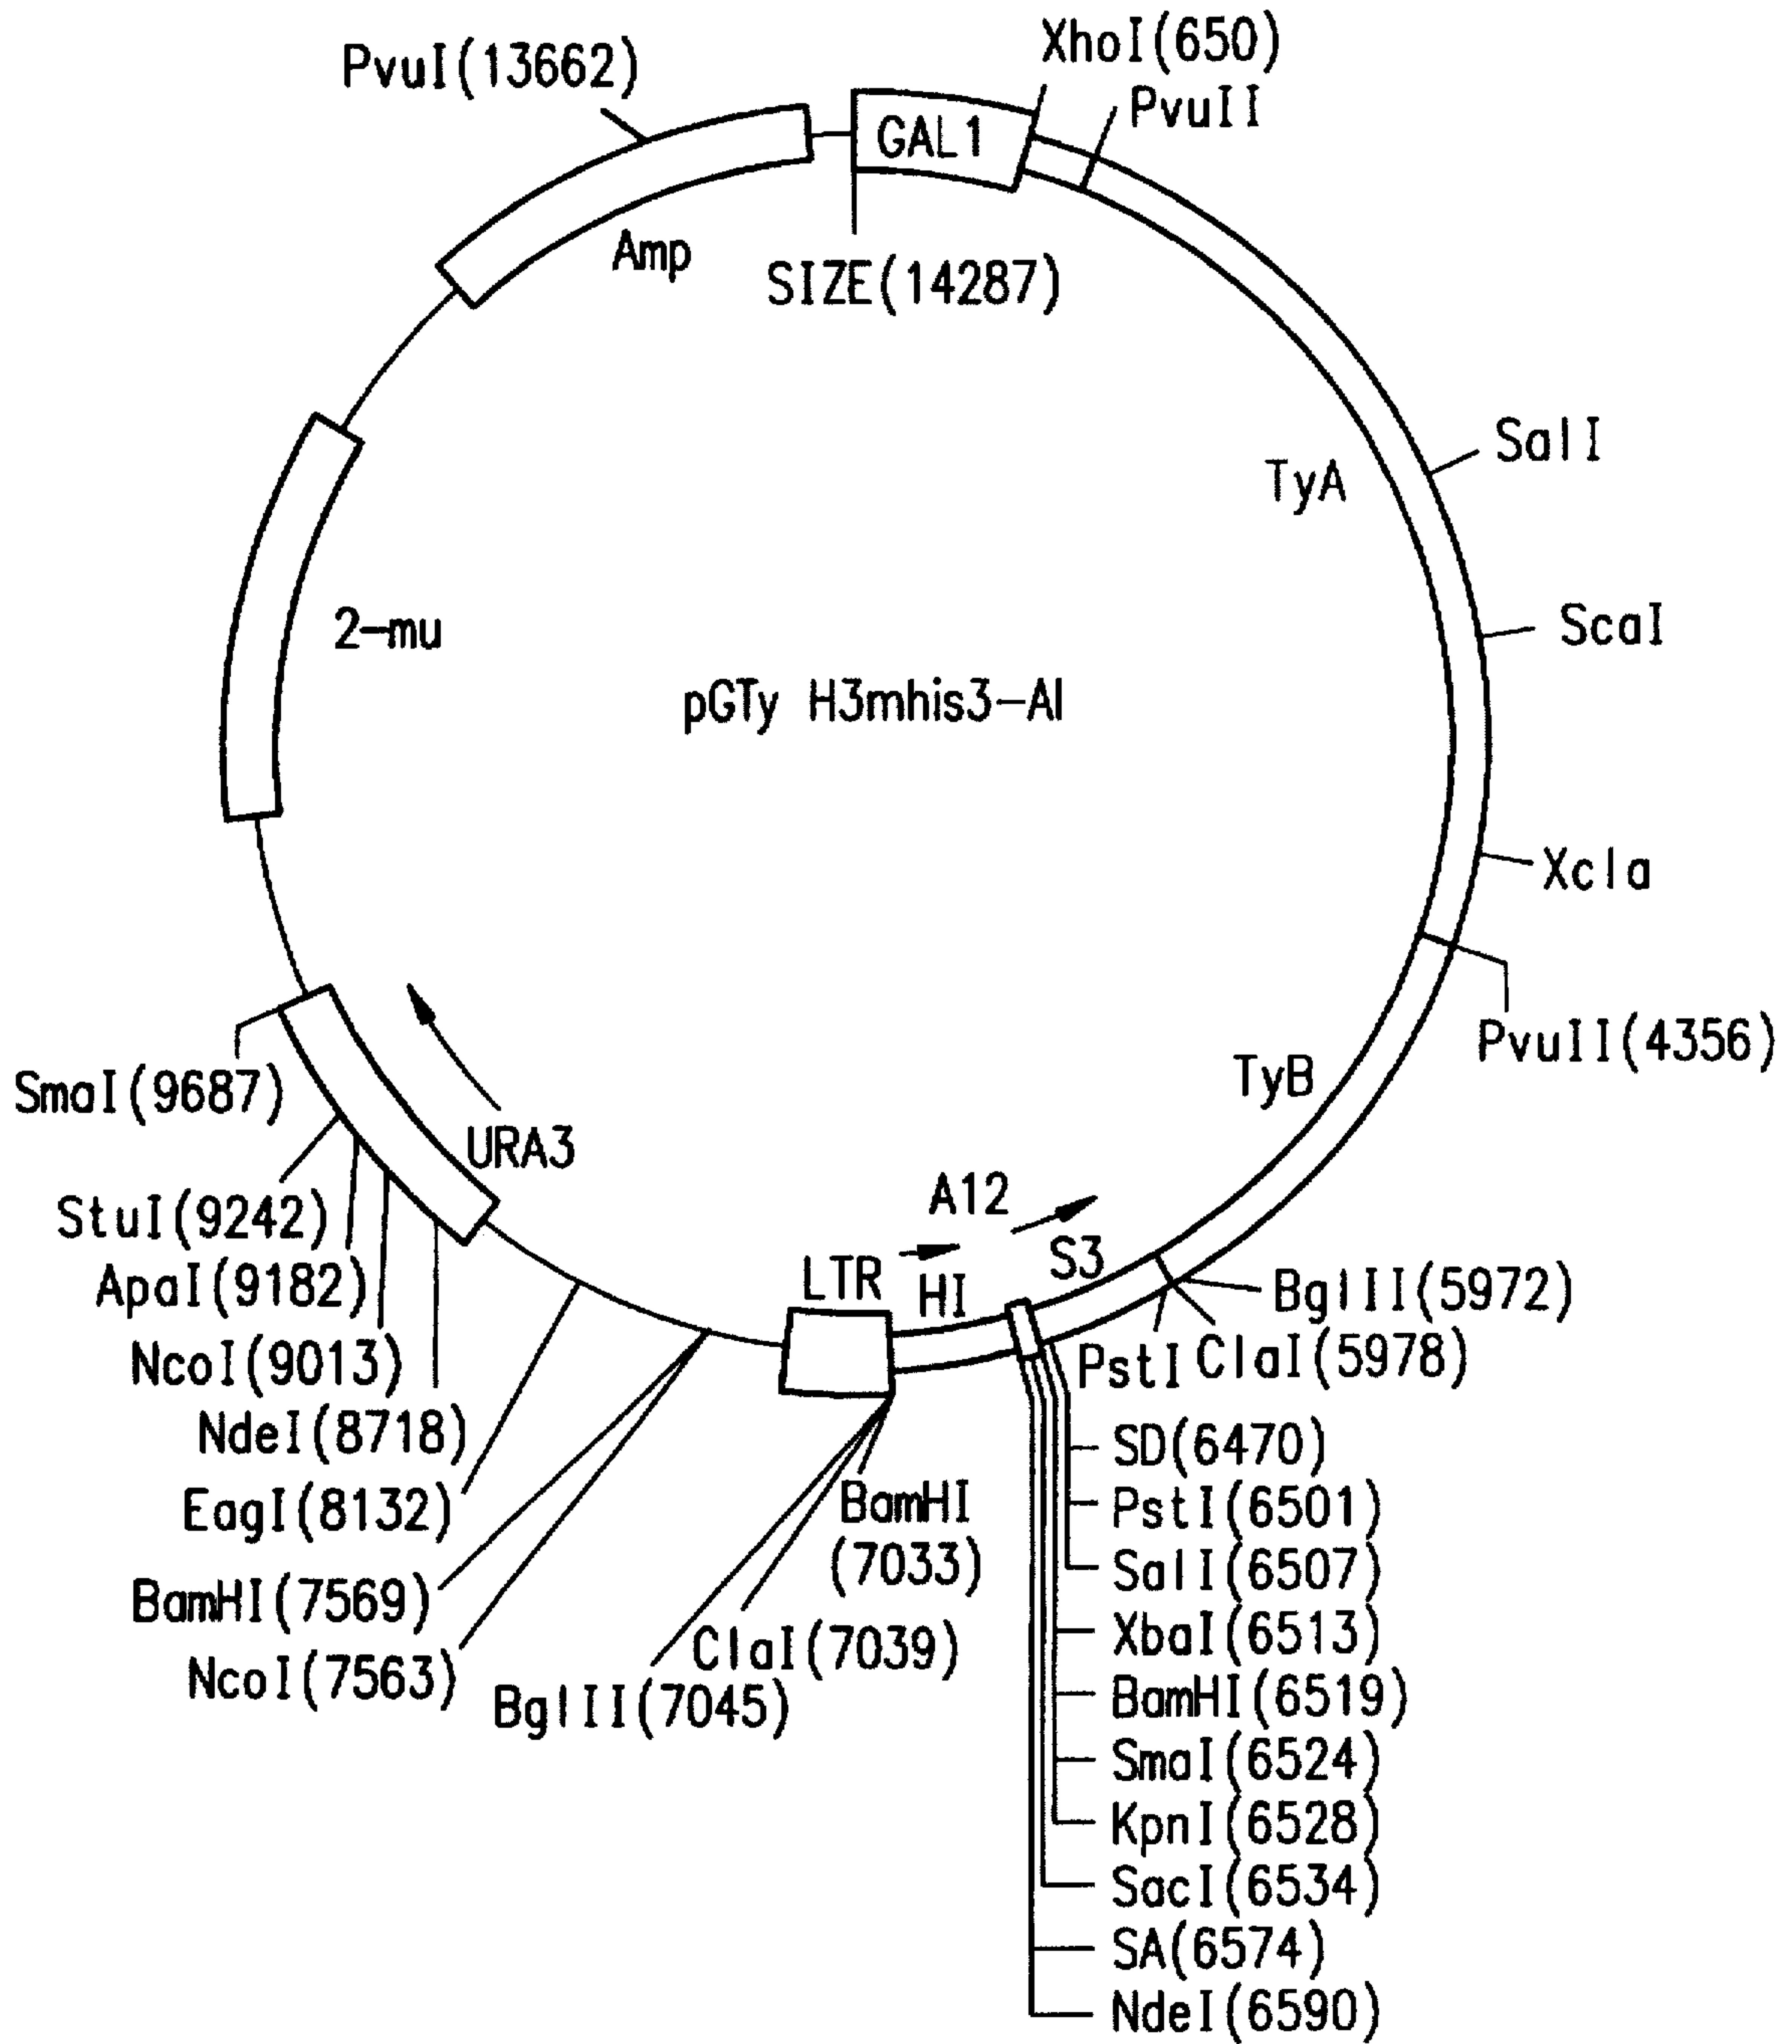 XhoI(650)
PvuI(13662)
PvuII
GAL1
Amp
SIZE(14287)
SalI
TyA
ScaI
2-mu
pGTy H3mhis3-AI
Xcla
PvuII(4356)
TyB
SmaI(9687)
URA3
StuI(9242)
A12
S3
LTR
HI
ApaI(9182)
BglII(5972)
NcoI(9013)
PstI
ClaI(5978)
NdeI(8718)
SD(6470)
EagI(8132)
BamHI
(7033)
PstI(6501)
SalI(6507)
BamHI(7569)
XbaI(6513)
ClaI(7039)
NcoI(7563)
BglII(7045)
BamHI(6519)
SmaI(6524)
KpnI(6528)
SacI(6534)
SA(6574)
NdeI(6590)